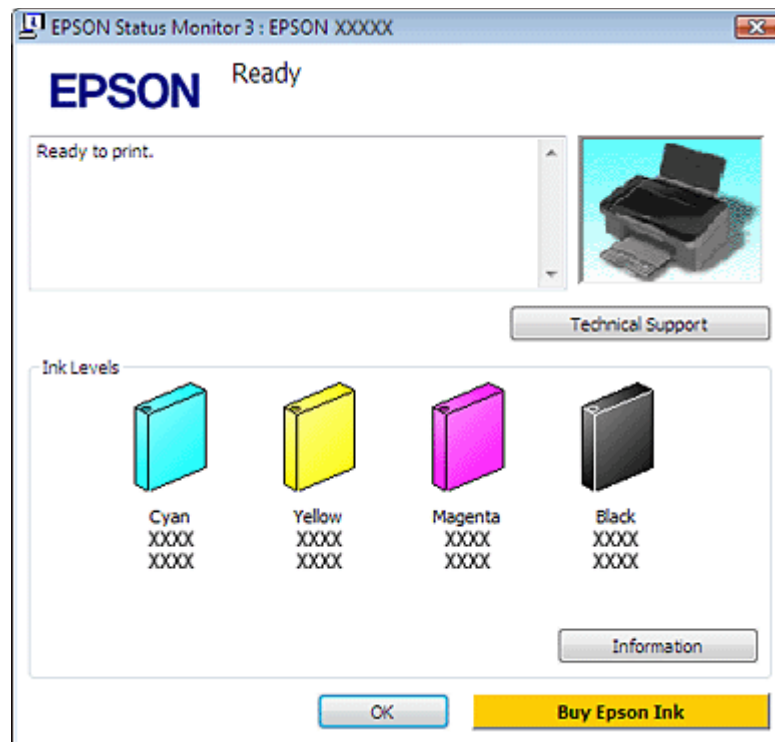 EPSON Status Monitor 3 : EPSON XXXXX
EPSON
Ready
Ready to print.
Technical Support
Ink Levels
Cyan Yellow Magenta Black
XXXX XXXX XXXX XXXX
XXXX XXXX XXXX XXXX
Information
OK Buy Epson Ink